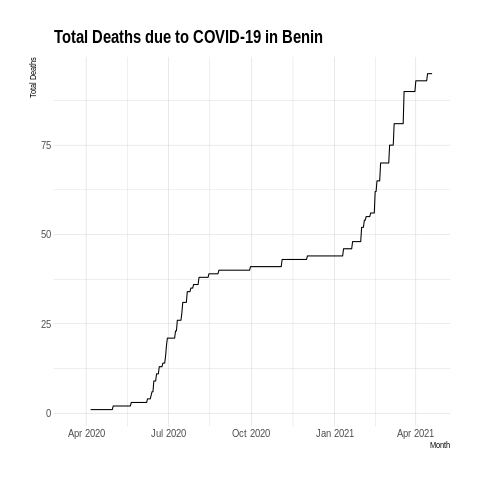 Total Deaths due to COVID-19 in Benin
Total Deaths
75
50
25
0
Apr 2020 Jul 2020 Oct 2020 Jan 2021 Apr 2021
Month